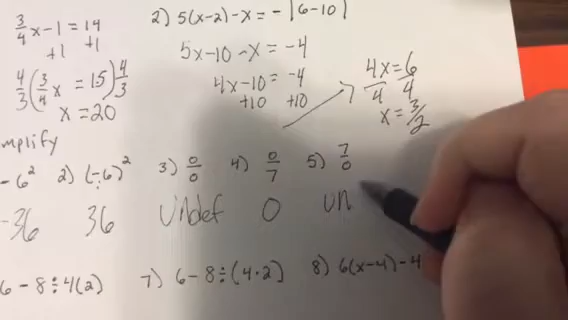 3/4 x - 1 = 14
+1 +1
4/3 (3/4 x = 15) 4/3
x = 20
2) 5(x-2) - x = - |6-10|
5x - 10 - x = -4
4x - 10 = -4
+10 +10
4x = 6
4 4
x = 3/2
mplify
-6² 2) (-6)² 3) 0/0 4) 0/7 5) 7/0
-36 36 undef 0 un
6 - 8 ÷ 4(2) 7) 6 - 8 ÷ (4·2) 8) 6(x-4) - 4